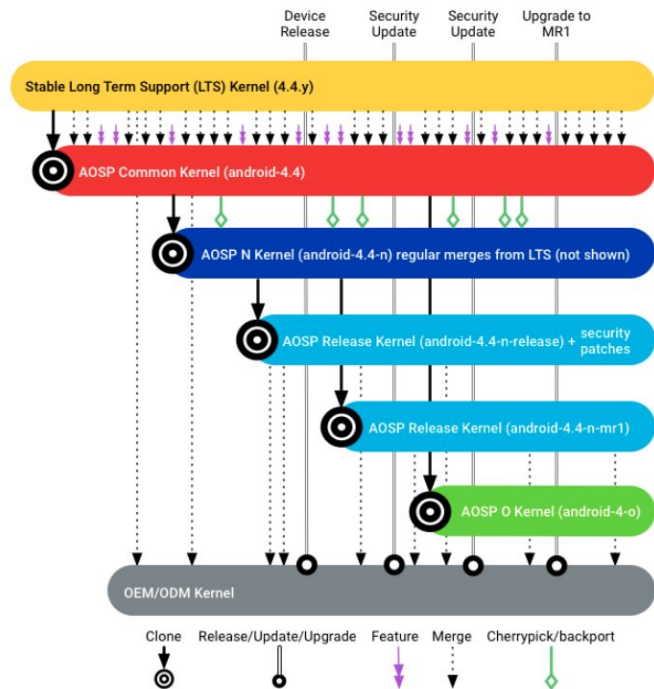 Device
Release
Security
Update
Security
Update
Upgrade to
MR1
Stable Long Term Support (LTS) Kernel (4.4.y)
AOSP Common Kernel (android-4.4)
AOSP N Kernel (android-4.4-n) regular merges from LTS (not shown)
AOSP Release Kernel (android-4.4-n-release) + security
patches
AOSP Release Kernel (android-4.4-n-mr1)
AOSP O Kernel (android-4-o)
OEM/ODM Kernel
Clone
Release/Update/Upgrade
Feature
Merge
Cherrypick/backport